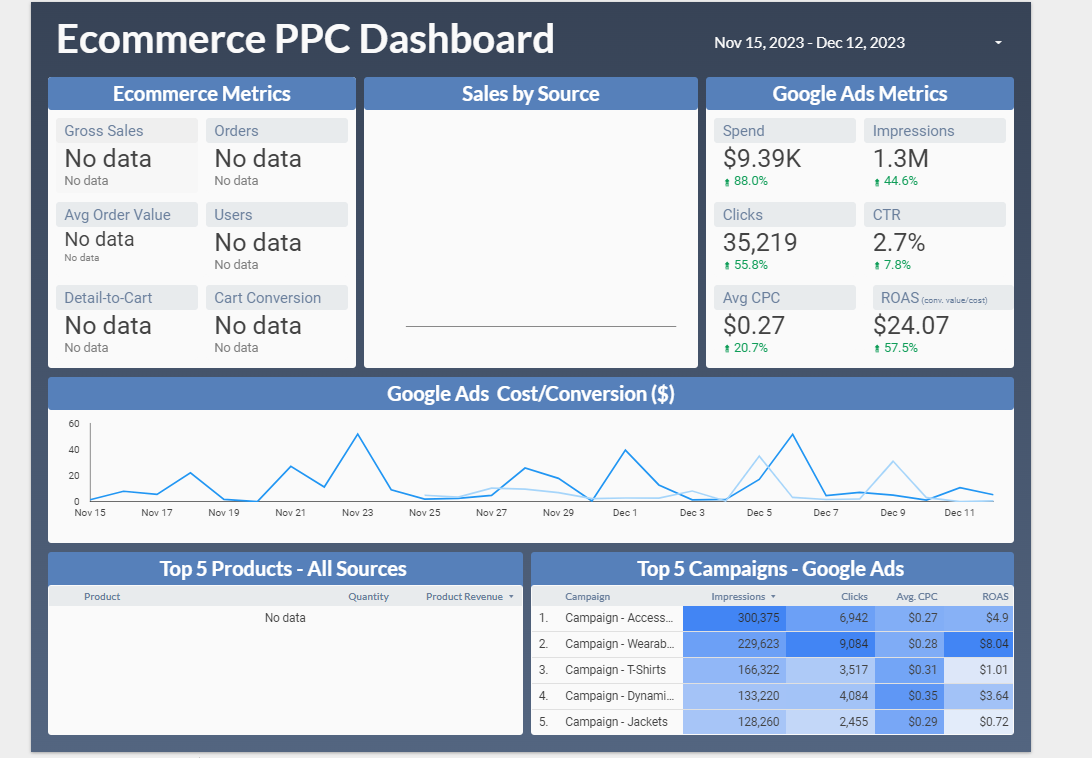 Ecommerce PPC Dashboard
Nov 15, 2023 - Dec 12, 2023
Ecommerce Metrics
Gross Sales Orders
No data No data
No data No data
Avg Order Value Users
No data No data
No data No data
Detail-to-Cart Cart Conversion
No data No data
No data No data
Sales by Source
Google Ads Metrics
Spend Impressions
$9.39K 1.3M
88.0% 44.6%
Clicks CTR
35,219 2.7%
55.8% 7.8%
Avg CPC ROAS (conv. value/cost)
$0.27 $24.07
20.7% 57.5%
Google Ads Cost/Conversion ($)
60
40
20
0
Nov 15 Nov 17 Nov 19 Nov 21 Nov 23 Nov 25 Nov 27 Nov 29 Dec 1 Dec 3 Dec 5 Dec 7 Dec 9 Dec 11
Top 5 Products - All Sources
Product Quantity Product Revenue
No data
Top 5 Campaigns - Google Ads
Campaign Impressions Clicks Avg. CPC ROAS
1. Campaign - Access... 300,375 6,942 $0.27 $4.9
2. Campaign - Wearab... 229,623 9,084 $0.28 $8.04
3. Campaign - T-Shirts 166,322 3,517 $0.31 $1.01
4. Campaign - Dynami... 133,220 4,084 $0.35 $3.64
5. Campaign - Jackets 128,260 2,455 $0.29 $0.72